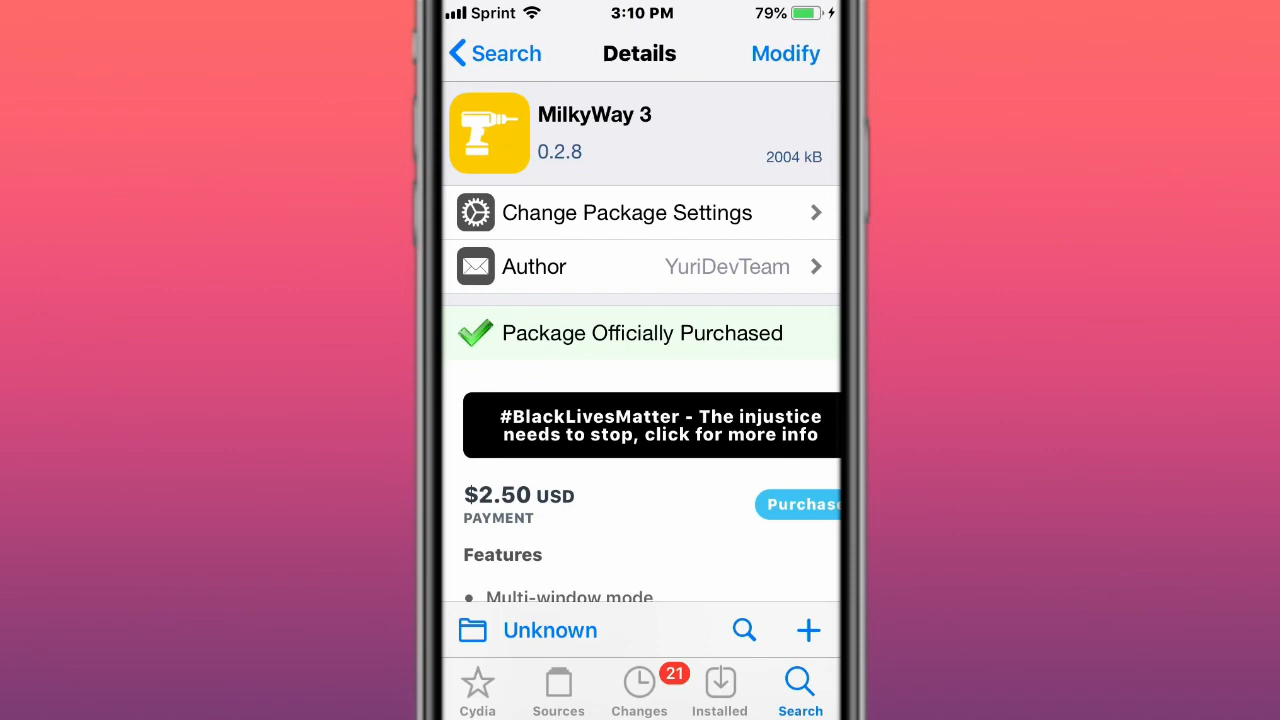 Sprint 3:10 PM 79%
Search Details Modify
MilkyWay 3
0.2.8 2004 kB
Change Package Settings
Author YuriDevTeam
Package Officially Purchased
#BlackLivesMatter - The injustice
needs to stop, click for more info
$2.50 USD Purchase
PAYMENT
Features
• Multi-window mode
Unknown
21
Cydia Sources Changes Installed Search